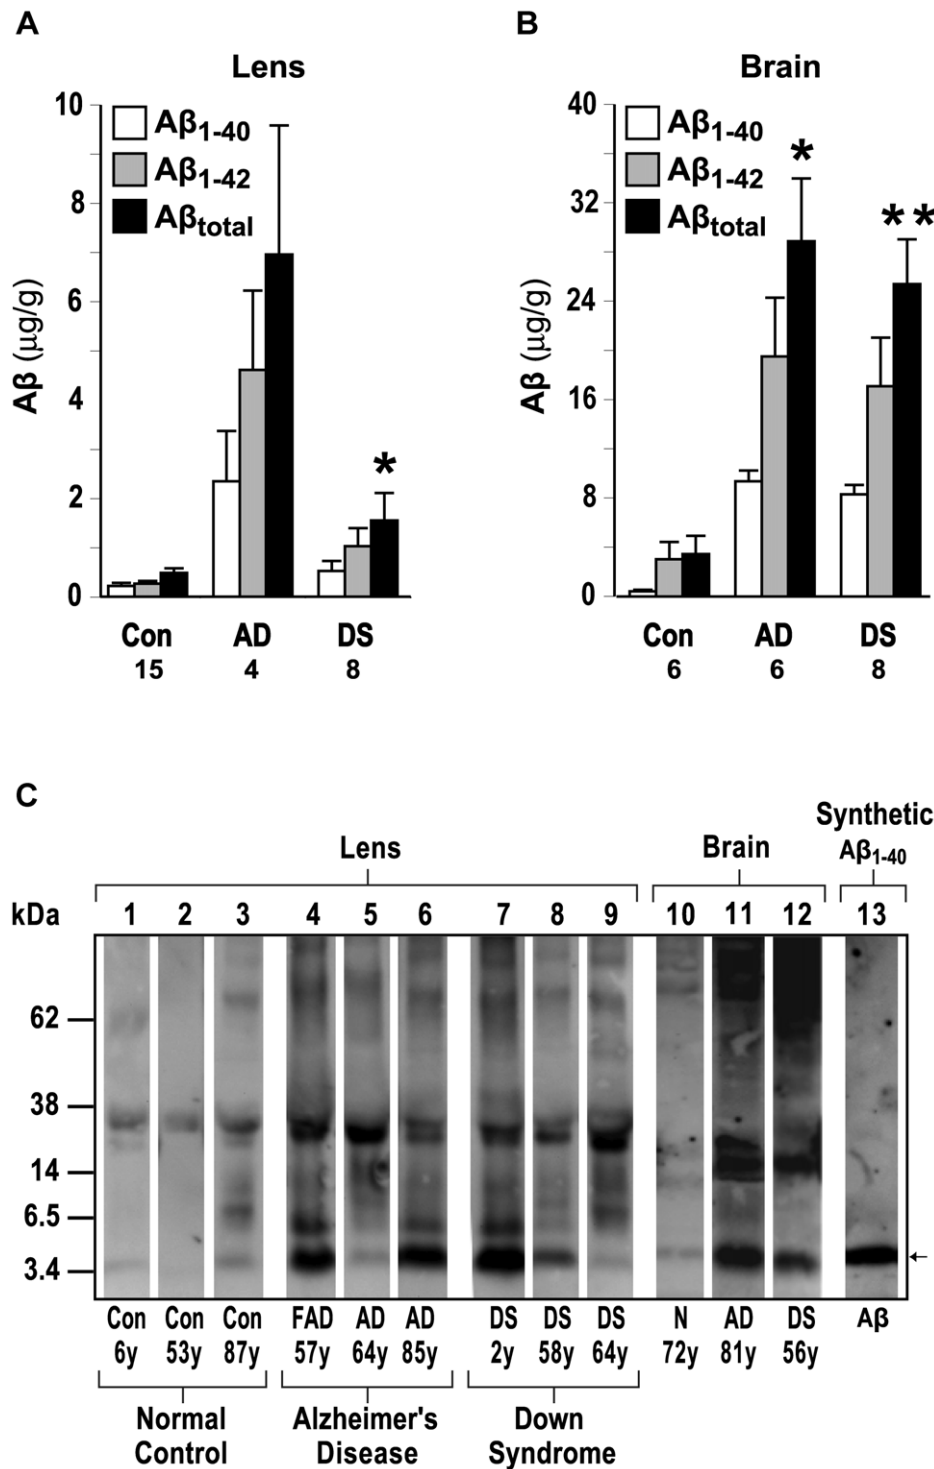 A
Lens
10
8
6
4
2
0
Aβ (μg/g)
Aβ1-40
Aβ1-42
Aβtotal
*
Con AD DS
15 4 8
B
Brain
40
32
24
16
8
0
Aβ (μg/g)
Aβ1-40
Aβ1-42
Aβtotal
*
**
Con AD DS
6 6 8
C
Lens Brain Synthetic
Aβ1-40
kDa 1 2 3 4 5 6 7 8 9 10 11 12 13
62
38
14
6.5
3.4
←
Con Con Con FAD AD AD DS DS DS N AD DS Aβ
6y 53y 87y 57y 64y 85y 2y 58y 64y 72y 81y 56y
Normal Alzheimer's Down
Control Disease Syndrome